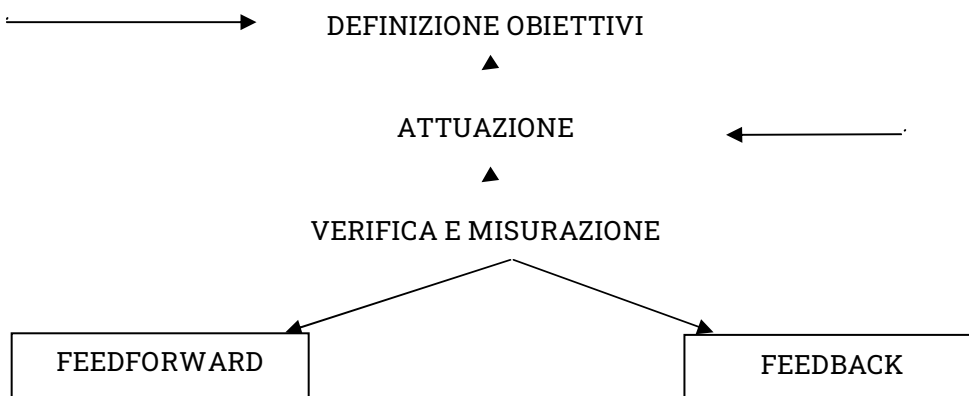 DEFINIZIONE OBIETTIVI
ATTUAZIONE
VERIFICA E MISURAZIONE
FEEDFORWARD
FEEDBACK